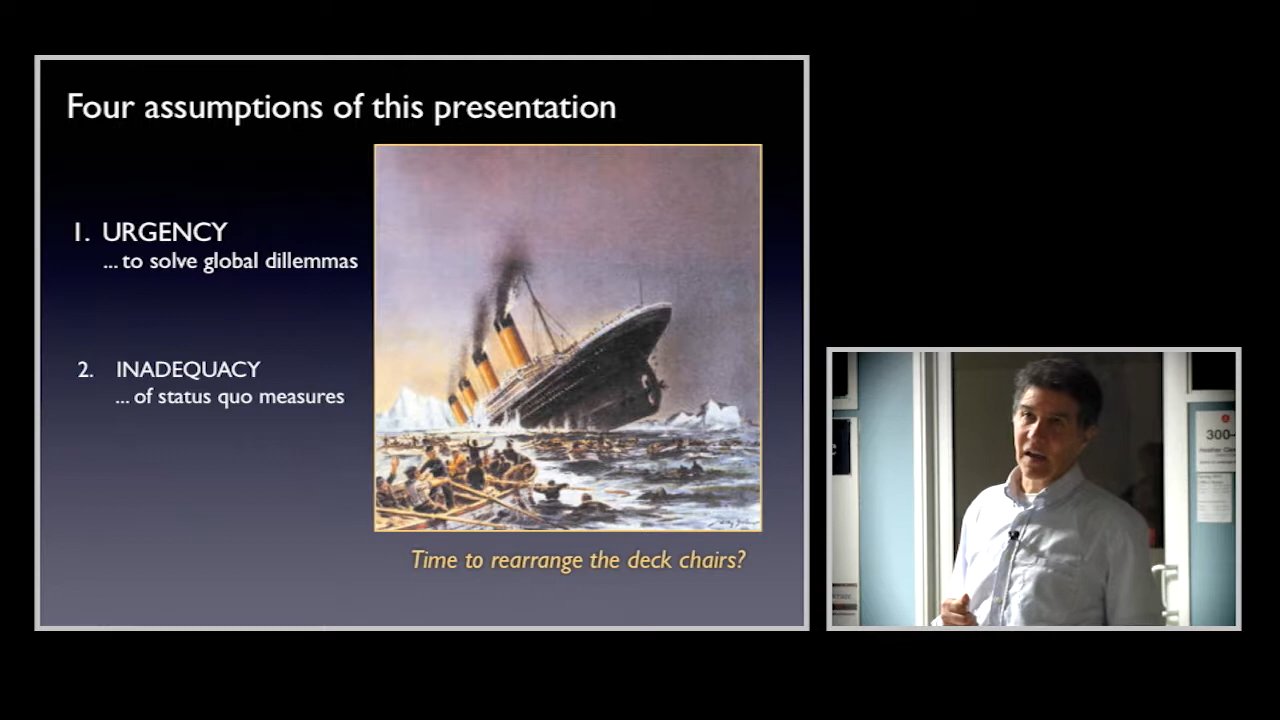 Four assumptions of this presentation
1. URGENCY
... to solve global dillemmas
2. INADEQUACY
... of status quo measures
Time to rearrange the deck chairs?
300-